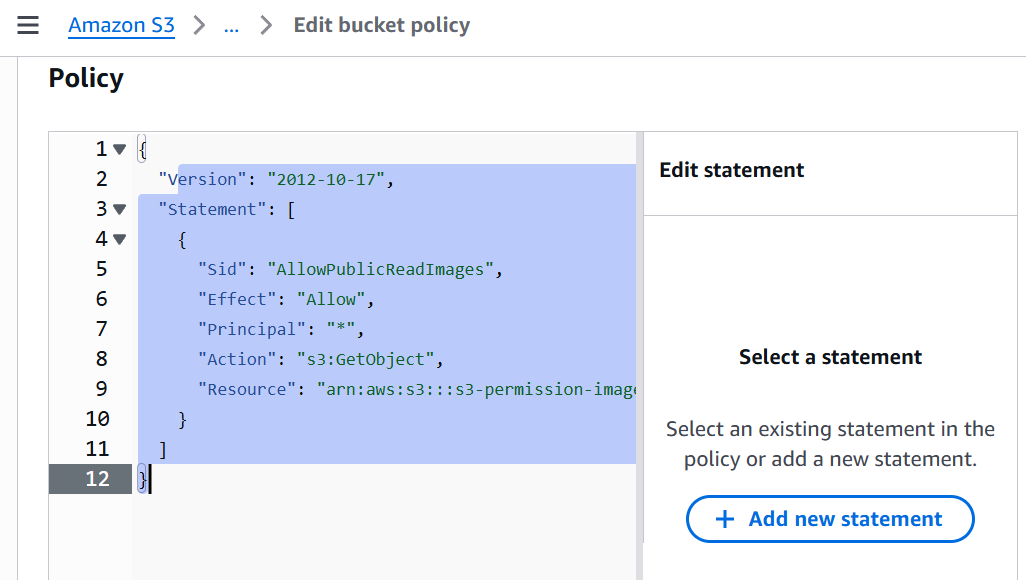 Amazon S3 > ... > Edit bucket policy
Policy
1 {
2 "Version": "2012-10-17",
3 "Statement": [
4 {
5 "Sid": "AllowPublicReadImages",
6 "Effect": "Allow",
7 "Principal": "*",
8 "Action": "s3:GetObject",
9 "Resource": "arn:aws:s3:::s3-permission-image
10 }
11 ]
12 }
Edit statement
Select a statement
Select an existing statement in the
policy or add a new statement.
+ Add new statement